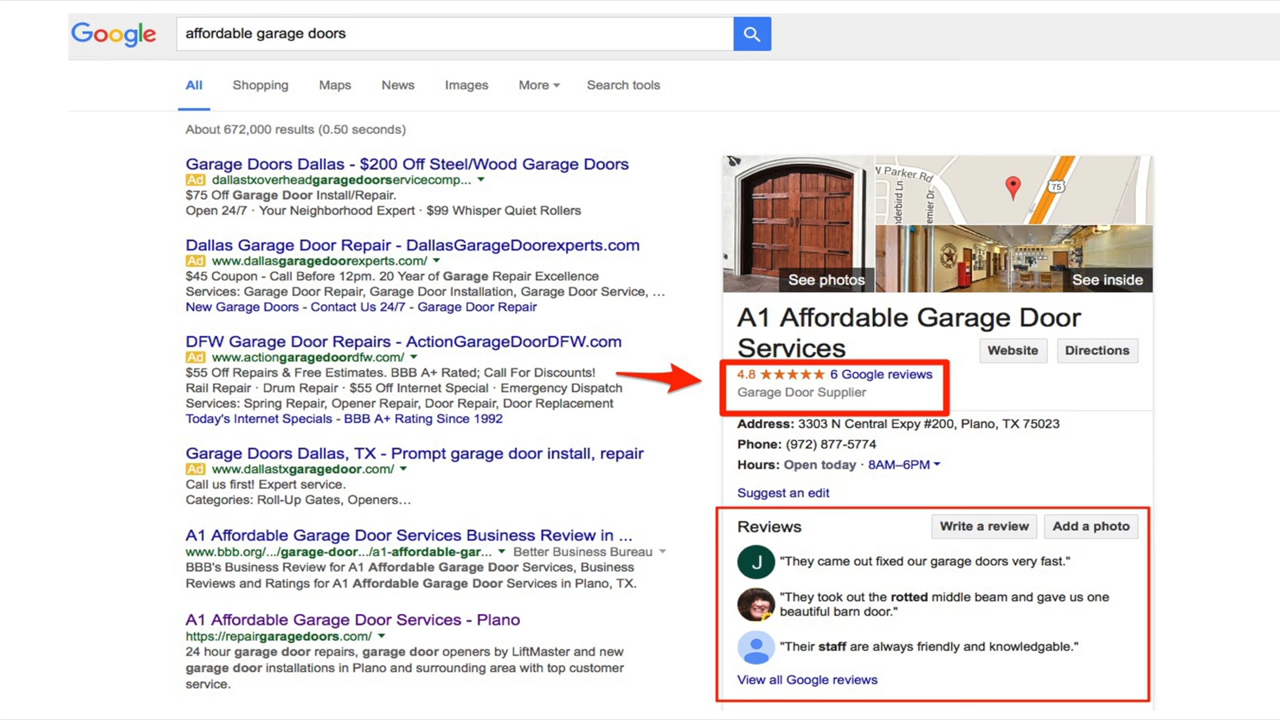 Google
affordable garage doors
All Shopping Maps News Images More Search tools
About 672,000 results (0.50 seconds)
Garage Doors Dallas - $200 Off Steel/Wood Garage Doors
Ad dallastxoverheadgaragedoorservicecomp...
$75 Off Garage Door Install/Repair.
Open 24/7 · Your Neighborhood Expert · $99 Whisper Quiet Rollers
Dallas Garage Door Repair - DallasGarageDoorexperts.com
Ad www.dallasgaragedoorexperts.com/
$45 Coupon - Call Before 12pm. 20 Year of Garage Repair Excellence
Services: Garage Door Repair, Garage Door Installation, Garage Door Service, ...
New Garage Doors - Contact Us 24/7 - Garage Door Repair
DFW Garage Door Repairs - ActionGarageDoorDFW.com
Ad www.actiongaragedoordfw.com/
$55 Off Repairs & Free Estimates. BBB A+ Rated; Call For Discounts!
Rail Repair · Drum Repair · $55 Off Internet Special · Emergency Dispatch
Services: Spring Repair, Opener Repair, Door Repair, Door Replacement
Today's Internet Specials - BBB A+ Rating Since 1992
Garage Doors Dallas, TX - Prompt garage door install, repair
Ad www.dallastxgaragedoor.com/
Call us first! Expert service.
Categories: Roll-Up Gates, Openers...
A1 Affordable Garage Door Services Business Review in ...
www.bbb.org/.../garage-door.../a1-affordable-gar... Better Business Bureau
BBB's Business Review for A1 Affordable Garage Door Services, Business
Reviews and Ratings for A1 Affordable Garage Door Services in Plano, TX.
A1 Affordable Garage Door Services - Plano
https://repairgaragedoors.com/
24 hour garage door repairs, garage door openers by LiftMaster and new
garage door installations in Plano and surrounding area with top customer
service.
W Parker Rd
75
See photos
See inside
A1 Affordable Garage Door
Services
Website Directions
4.8 ★★★★★ 6 Google reviews
Garage Door Supplier
Address: 3303 N Central Expy #200, Plano, TX 75023
Phone: (972) 877-5774
Hours: Open today · 8AM–6PM
Suggest an edit
Reviews Write a review Add a photo
J "They came out fixed our garage doors very fast."
"They took out the rotted middle beam and gave us one
beautiful barn door."
"Their staff are always friendly and knowledgable."
View all Google reviews